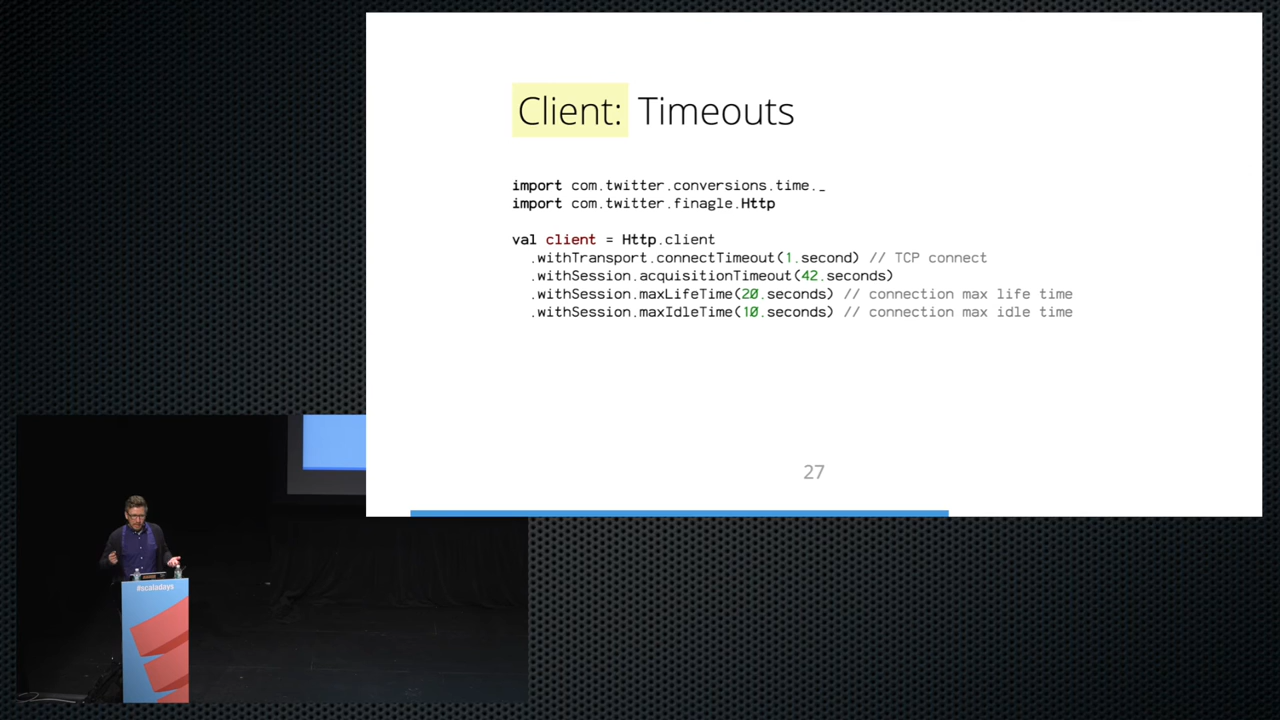 Client: Timeouts
import com.twitter.conversions.time._
import com.twitter.finagle.Http
val client = Http.client
.withTransport.connectTimeout(1.second) // TCP connect
.withSession.acquisitionTimeout(42.seconds)
.withSession.maxLifeTime(20.seconds) // connection max life time
.withSession.maxIdleTime(10.seconds) // connection max idle time
27
#scaladays